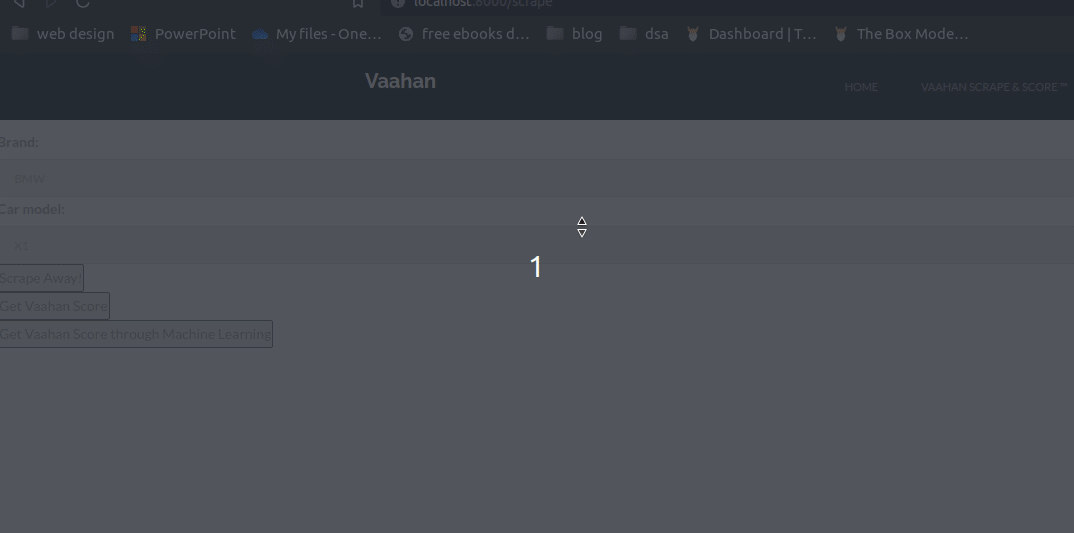 localhost:8000/scrape
web design PowerPoint My files - One... free ebooks d... blog dsa Dashboard | T... The Box Mode...
Vaahan HOME VAAHAN SCRAPE & SCORE ™
Brand:
BMW
Car model:
X1
1
Scrape Away!
Get Vaahan Score
Get Vaahan Score through Machine Learning